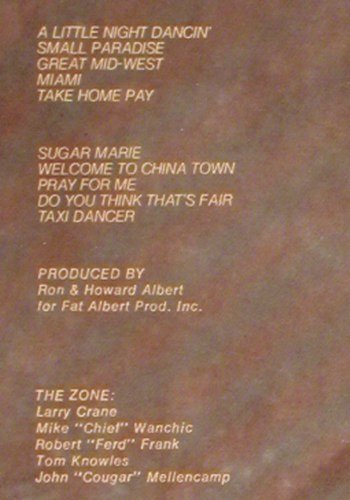 A LITTLE NIGHT DANCIN'
SMALL PARADISE
GREAT MID-WEST
MIAMI
TAKE HOME PAY
SUGAR MARIE
WELCOME TO CHINA TOWN
PRAY FOR ME
DO YOU THINK THAT'S FAIR
TAXI DANCER
PRODUCED BY
Ron & Howard Albert
for Fat Albert Prod. Inc.
THE ZONE:
Larry Crane
Mike "Chief" Wanchic
Robert "Ferd" Frank
Tom Knowles
John "Cougar" Mellencamp